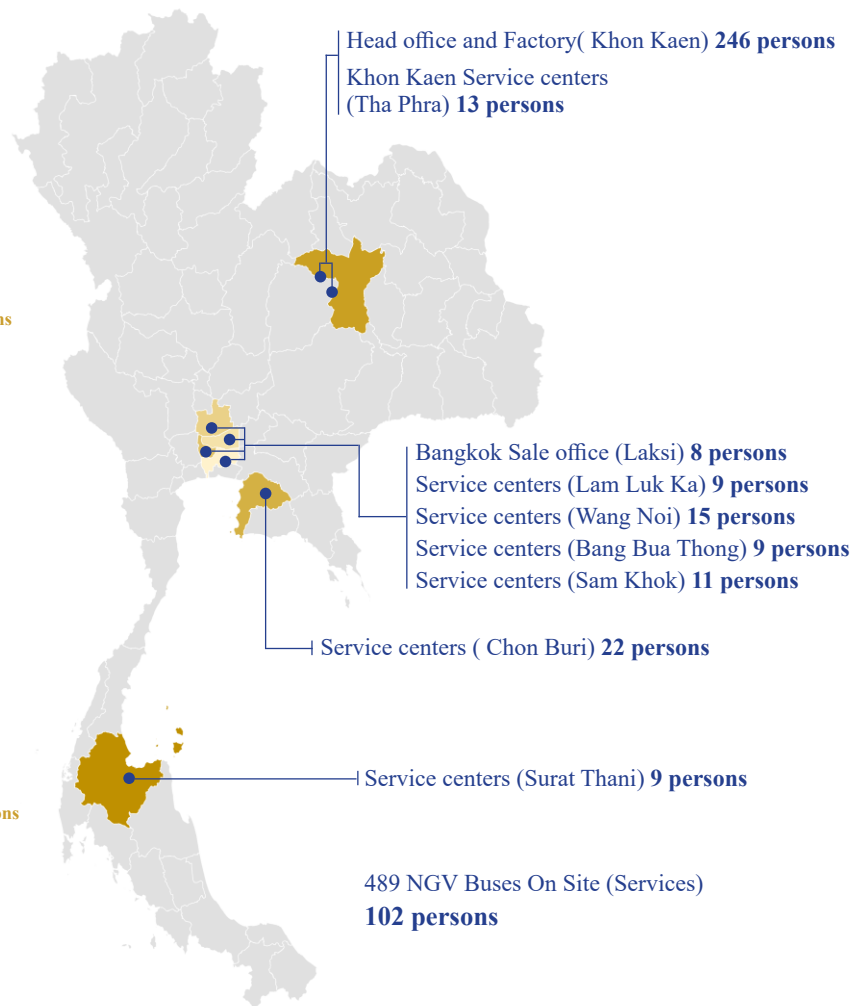 Head office and Factory( Khon Kaen) 246 persons
Khon Kaen Service centers
(Tha Phra) 13 persons
Bangkok Sale office (Laksi) 8 persons
Service centers (Lam Luk Ka) 9 persons
Service centers (Wang Noi) 15 persons
Service centers (Bang Bua Thong) 9 persons
Service centers (Sam Khok) 11 persons
Service centers ( Chon Buri) 22 persons
Service centers (Surat Thani) 9 persons
489 NGV Buses On Site (Services)
102 persons